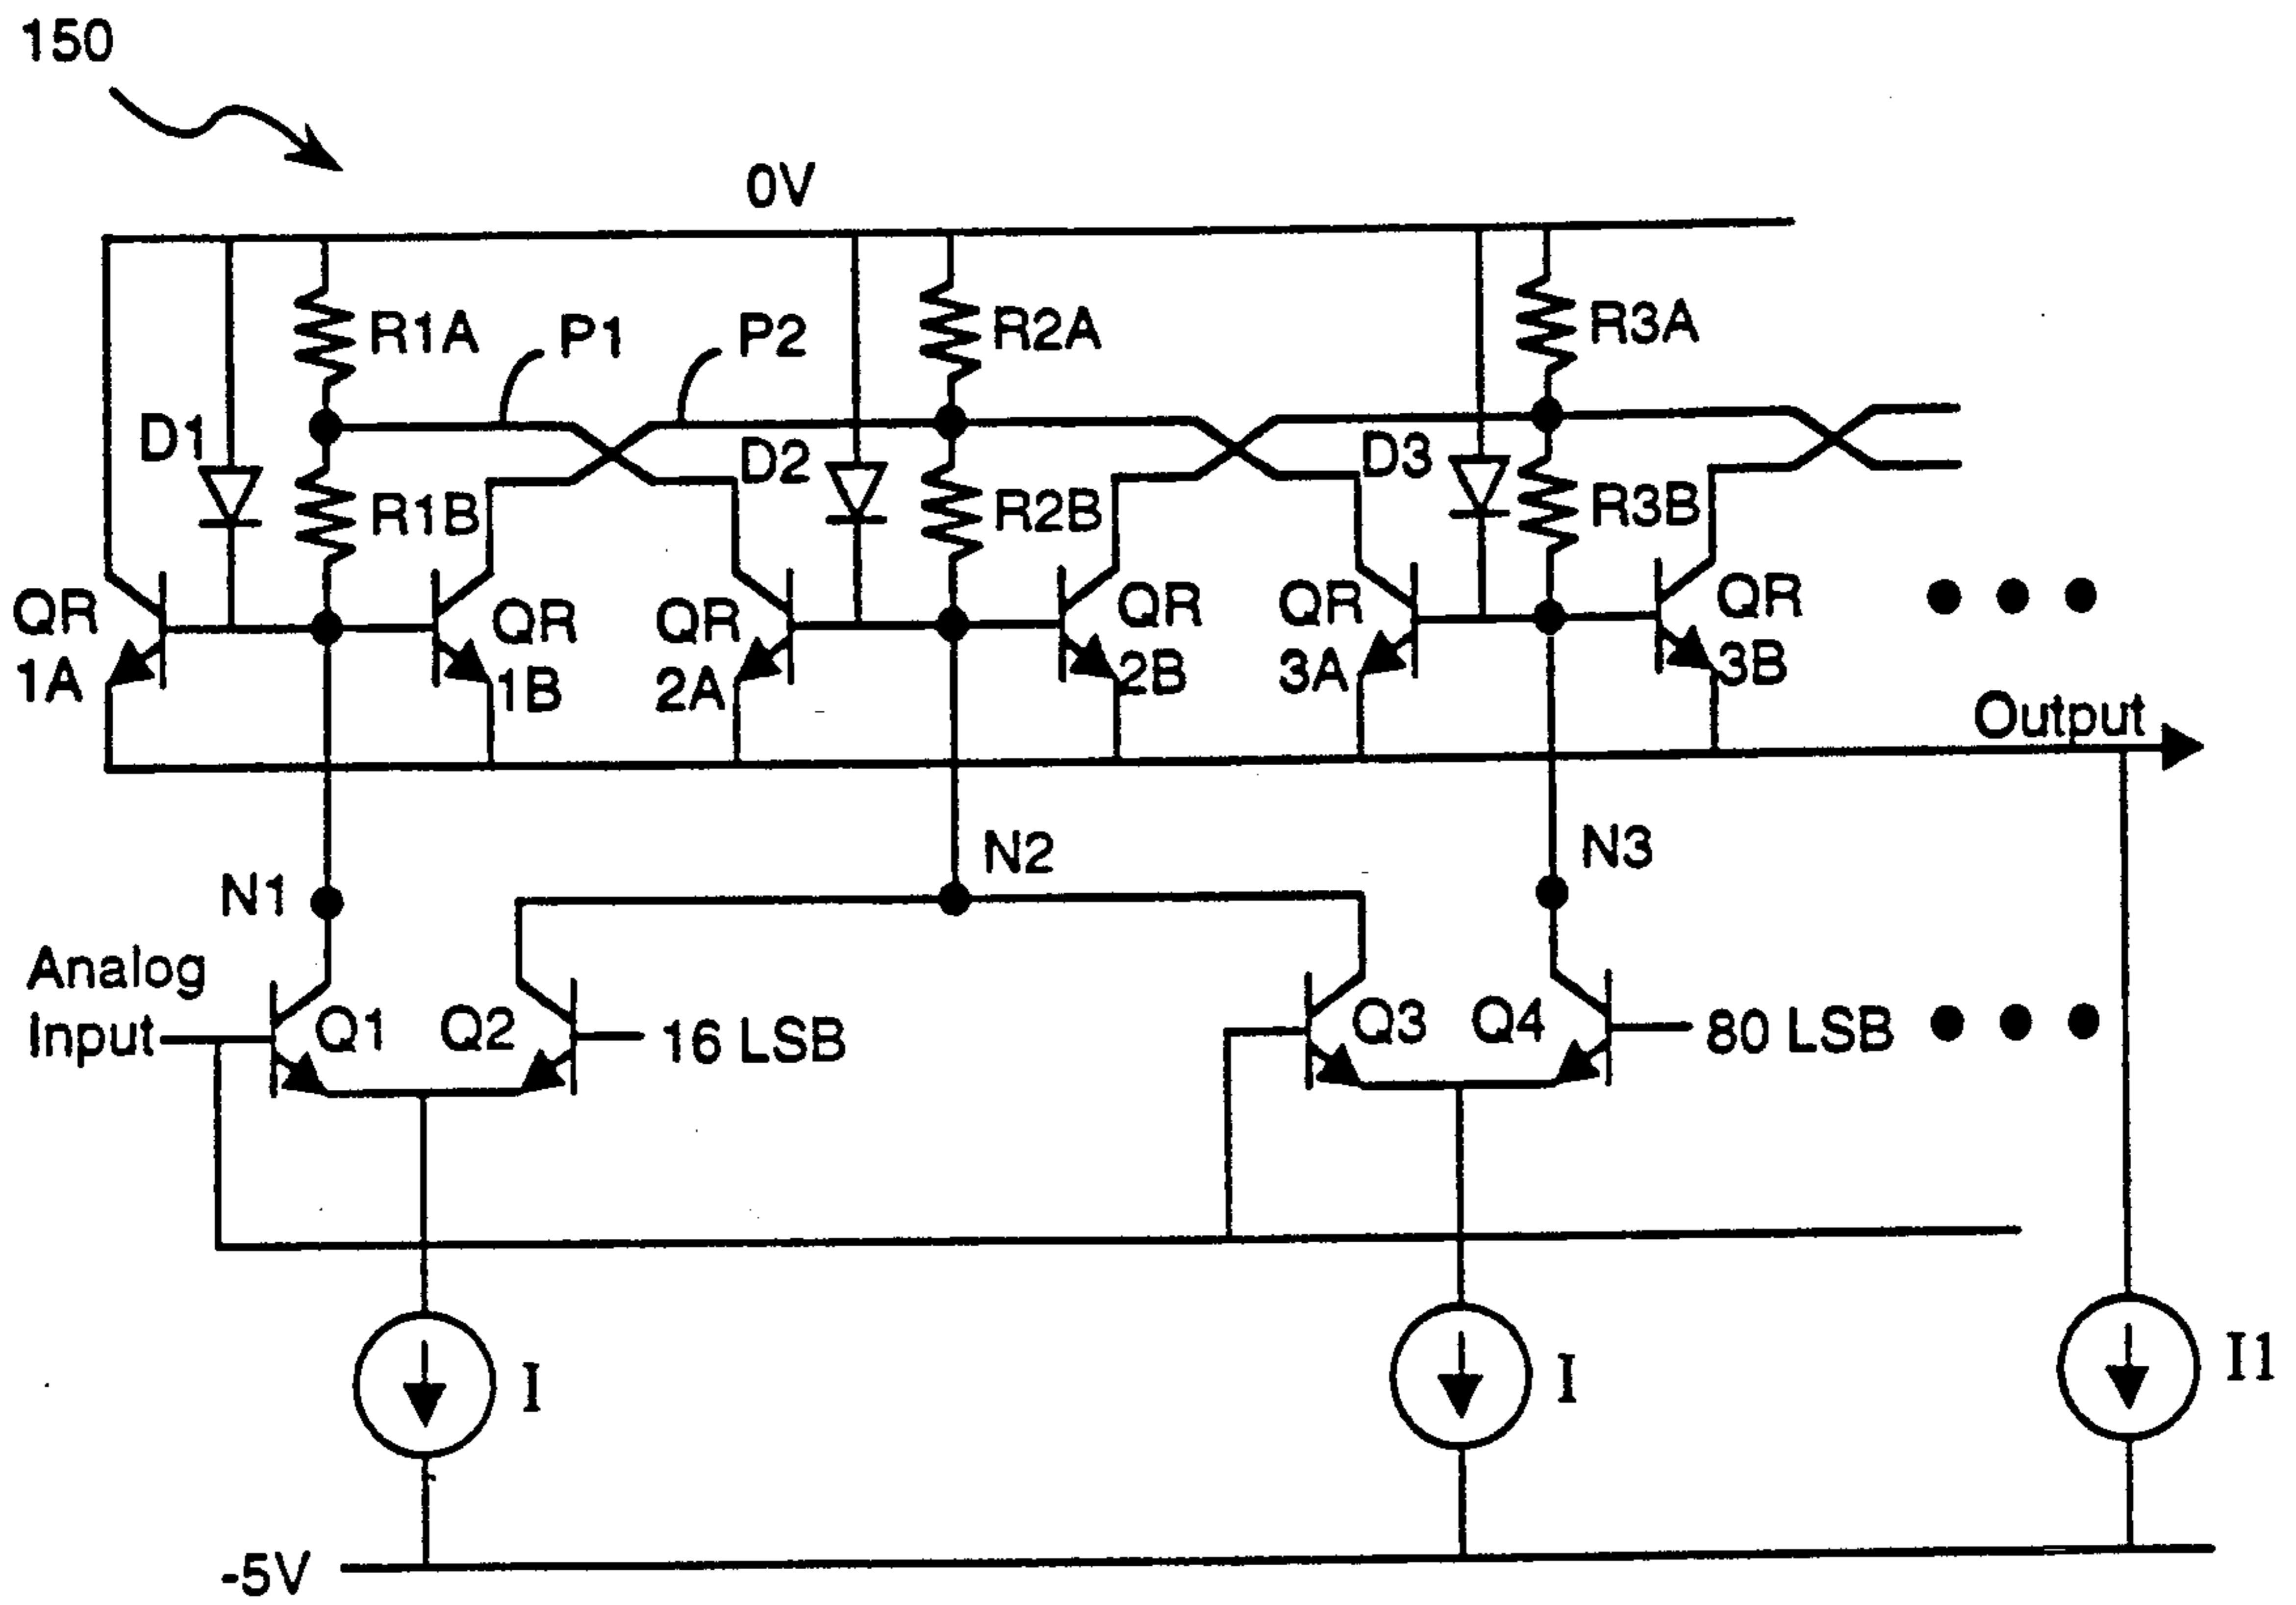 150
0V
R1A
P1
P2
R2A
R3A
D1
D2
D3
R1B
R2B
R3B
QR
1A
QR
1B
QR
2A
QR
2B
QR
3A
QR
3B
Output
N1
N2
N3
Analog
Input
Q1
Q2
16 LSB
Q3
Q4
80 LSB
I
I
I1
-5V